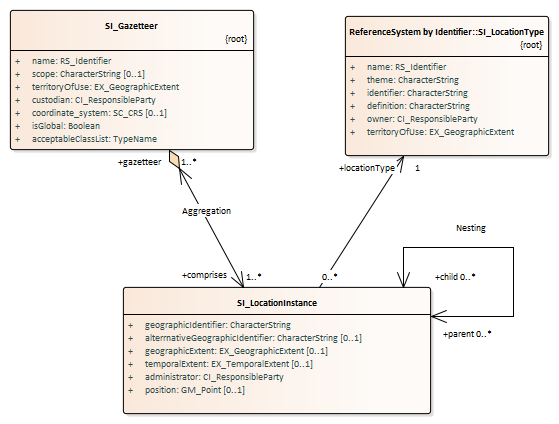 SI_Gazetteer
{root}
+ name: RS_Identifier
+ scope: CharacterString [0..1]
+ territoryOfUse: EX_GeographicExtent
+ custodian: CI_ResponsibleParty
+ coordinate_system: SC_CRS [0..1]
+ isGlobal: Boolean
+ acceptableClassList: TypeName
ReferenceSystem by Identifier::SI_LocationType
{root}
+ name: RS_Identifier
+ theme: CharacterString
+ identifier: CharacterString
+ definition: CharacterString
+ owner: CI_ResponsibleParty
+ territoryOfUse: EX_GeographicExtent
+gazetteer 1..*
+locationType 1
Aggregation
Nesting
+comprises 1..*
0..*
+child 0..*
+parent 0..*
SI_LocationInstance
+ geographicIdentifier: CharacterString
+ alternativeGeographicIdentifier: CharacterString [0..1]
+ geographicExtent: EX_GeographicExtent [0..1]
+ temporalExtent: EX_TemporalExtent [0..1]
+ administrator: CI_ResponsibleParty
+ position: GM_Point [0..1]